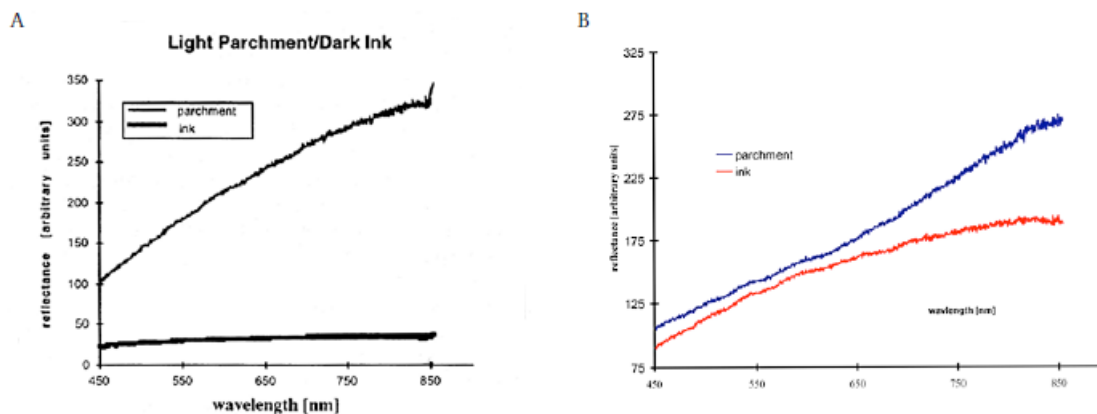 A
Light Parchment/Dark Ink
reflectance [arbitrary units]
350
300
250
200
150
100
50
0
parchment
ink
450 550 650 750 850
wavelength [nm]
B
reflectance [arbitrary units]
325
275
225
175
125
75
parchment
ink
wavlength [nm]
450 550 650 750 850